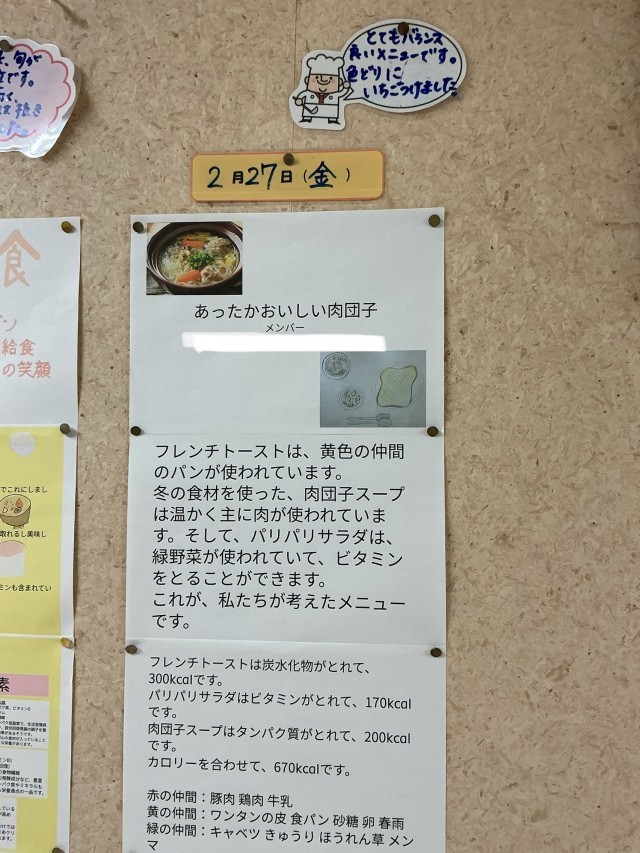 旬が
です。
とてもバランス
良いメニューです。
色どりに
いちごつけました。
2月27日(金)
食
給食
の笑顔
あったかおいしい肉団子
メンバー
フレンチトーストは、黄色の仲間
のパンが使われています。
冬の食材を使った、肉団子スープ
は温かく主に肉が使われていま
す。そして、パリパリサラダは、
緑野菜が使われていて、ビタミン
をとることができます。
これが、私たちが考えたメニュー
です。
でこれにしまし
取れるし美味し
ミンも含まれてい
素
フレンチトーストは炭水化物がとれて、
300kcalです。
パリパリサラダはビタミンがとれて、170kcal
です。
肉団子スープはタンパク質がとれて、200kcal
です。
カロリーを合わせて、670kcalです。
赤の仲間：豚肉 鶏肉 牛乳
黄の仲間：ワンタンの皮 食パン 砂糖 卵 春雨
緑の仲間：キャベツ きゅうり ほうれん草 メン
マ